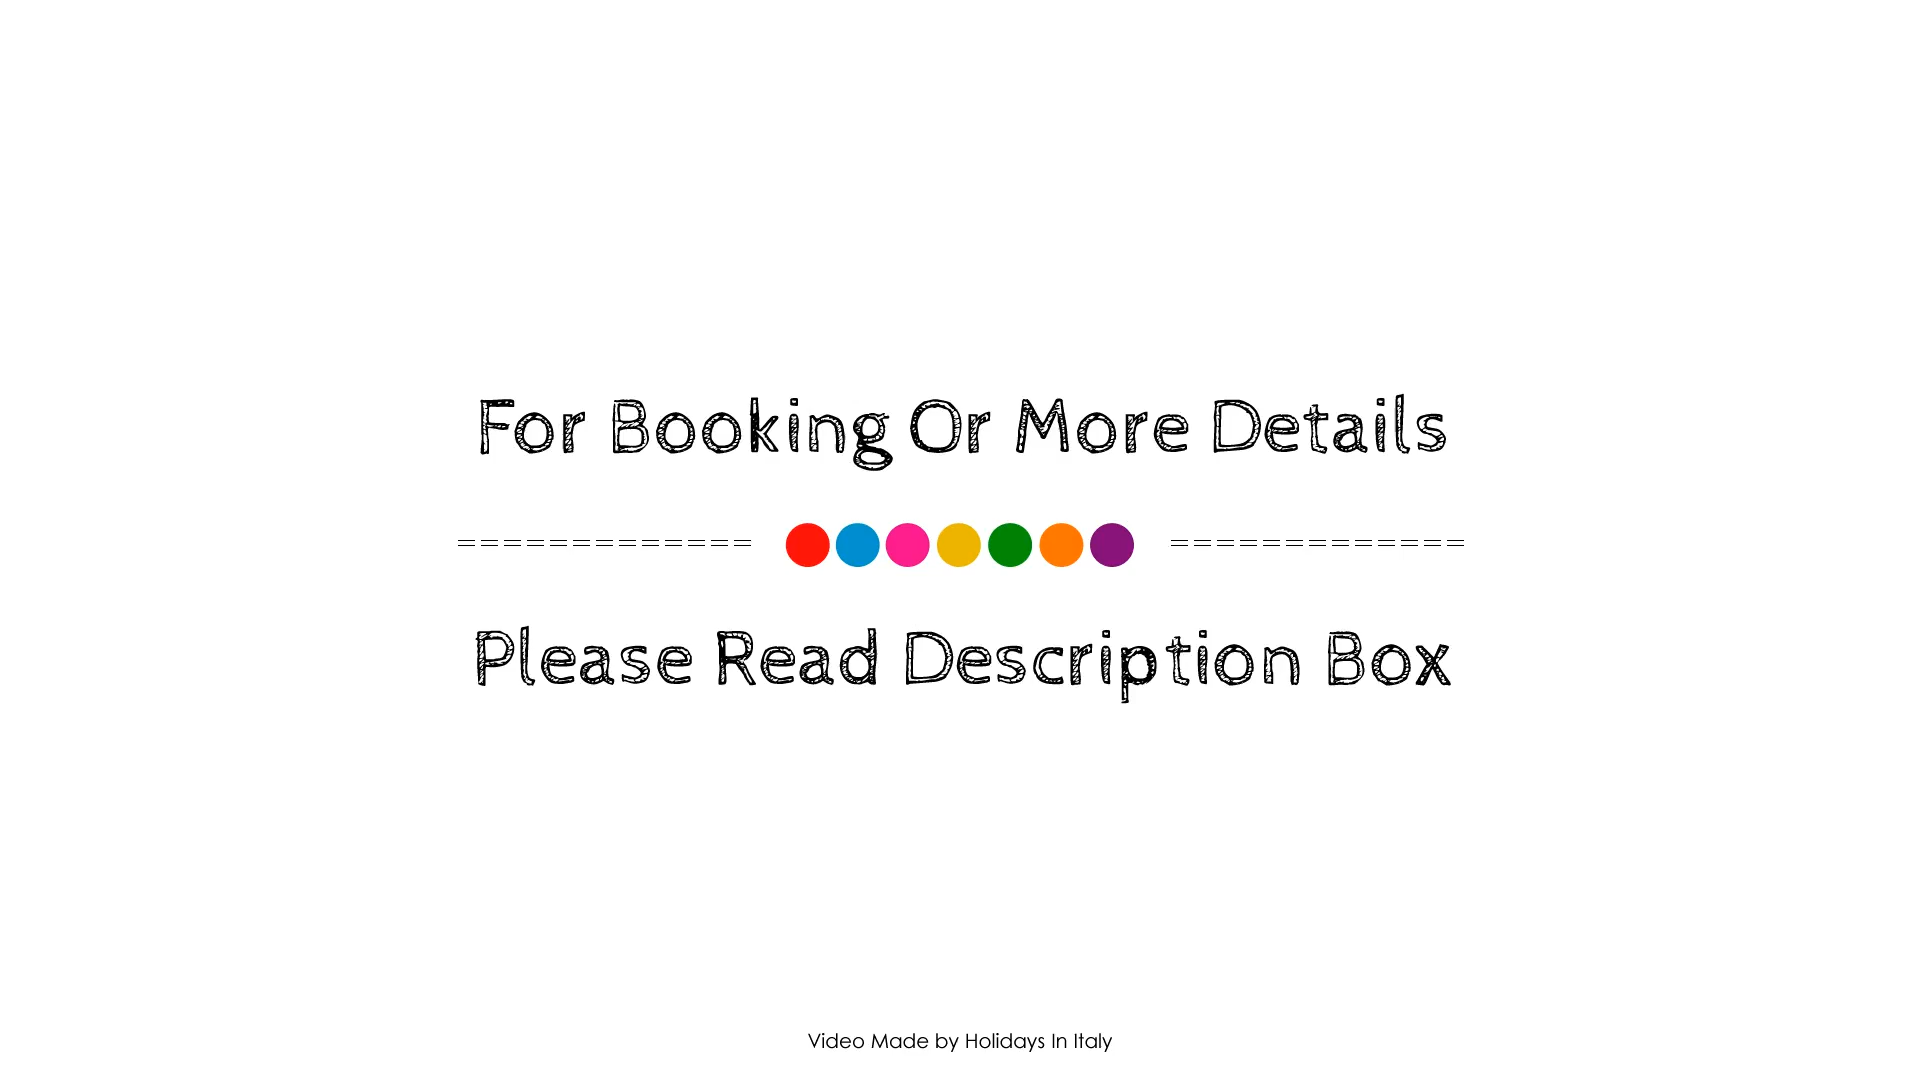 For Booking Or More Details
============= =============
Please Read Description Box
Video Made by Holidays In Italy